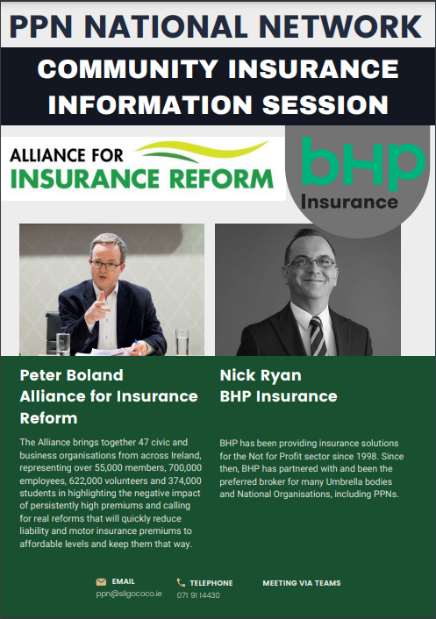 PPN NATIONAL NETWORK
COMMUNITY INSURANCE
INFORMATION SESSION
ALLIANCE FOR
INSURANCE REFORM
bHp
Insurance
Peter Boland
Alliance for Insurance
Reform
The Alliance brings together 47 civic and
business organisations from across Ireland,
representing over 55,000 members, 700,000
employees, 622,000 volunteers and 374,000
students in highlighting the negative impact
of persistently high premiums and calling
for real reforms that will quickly reduce
liability and motor insurance premiums to
affordable levels and keep them that way.
Nick Ryan
BHP Insurance
BHP has been providing insurance solutions
for the Not for Profit sector since 1998. Since
then, BHP has partnered with and been the
preferred broker for many Umbrella bodies
and National Organisations, including PPNs.
EMAIL
ppn@sligococo.ie
TELEPHONE
071 91 14430
MEETING VIA TEAMS